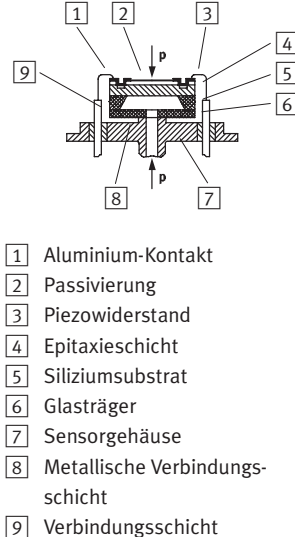 1 2 3
p
4
9
5
6
p
8 7
1 Aluminium-Kontakt
2 Passivierung
3 Piezowiderstand
4 Epitaxieschicht
5 Siliziumsubstrat
6 Glasträger
7 Sensorgehäuse
8 Metallische Verbindungs-
schicht
9 Verbindungsschicht